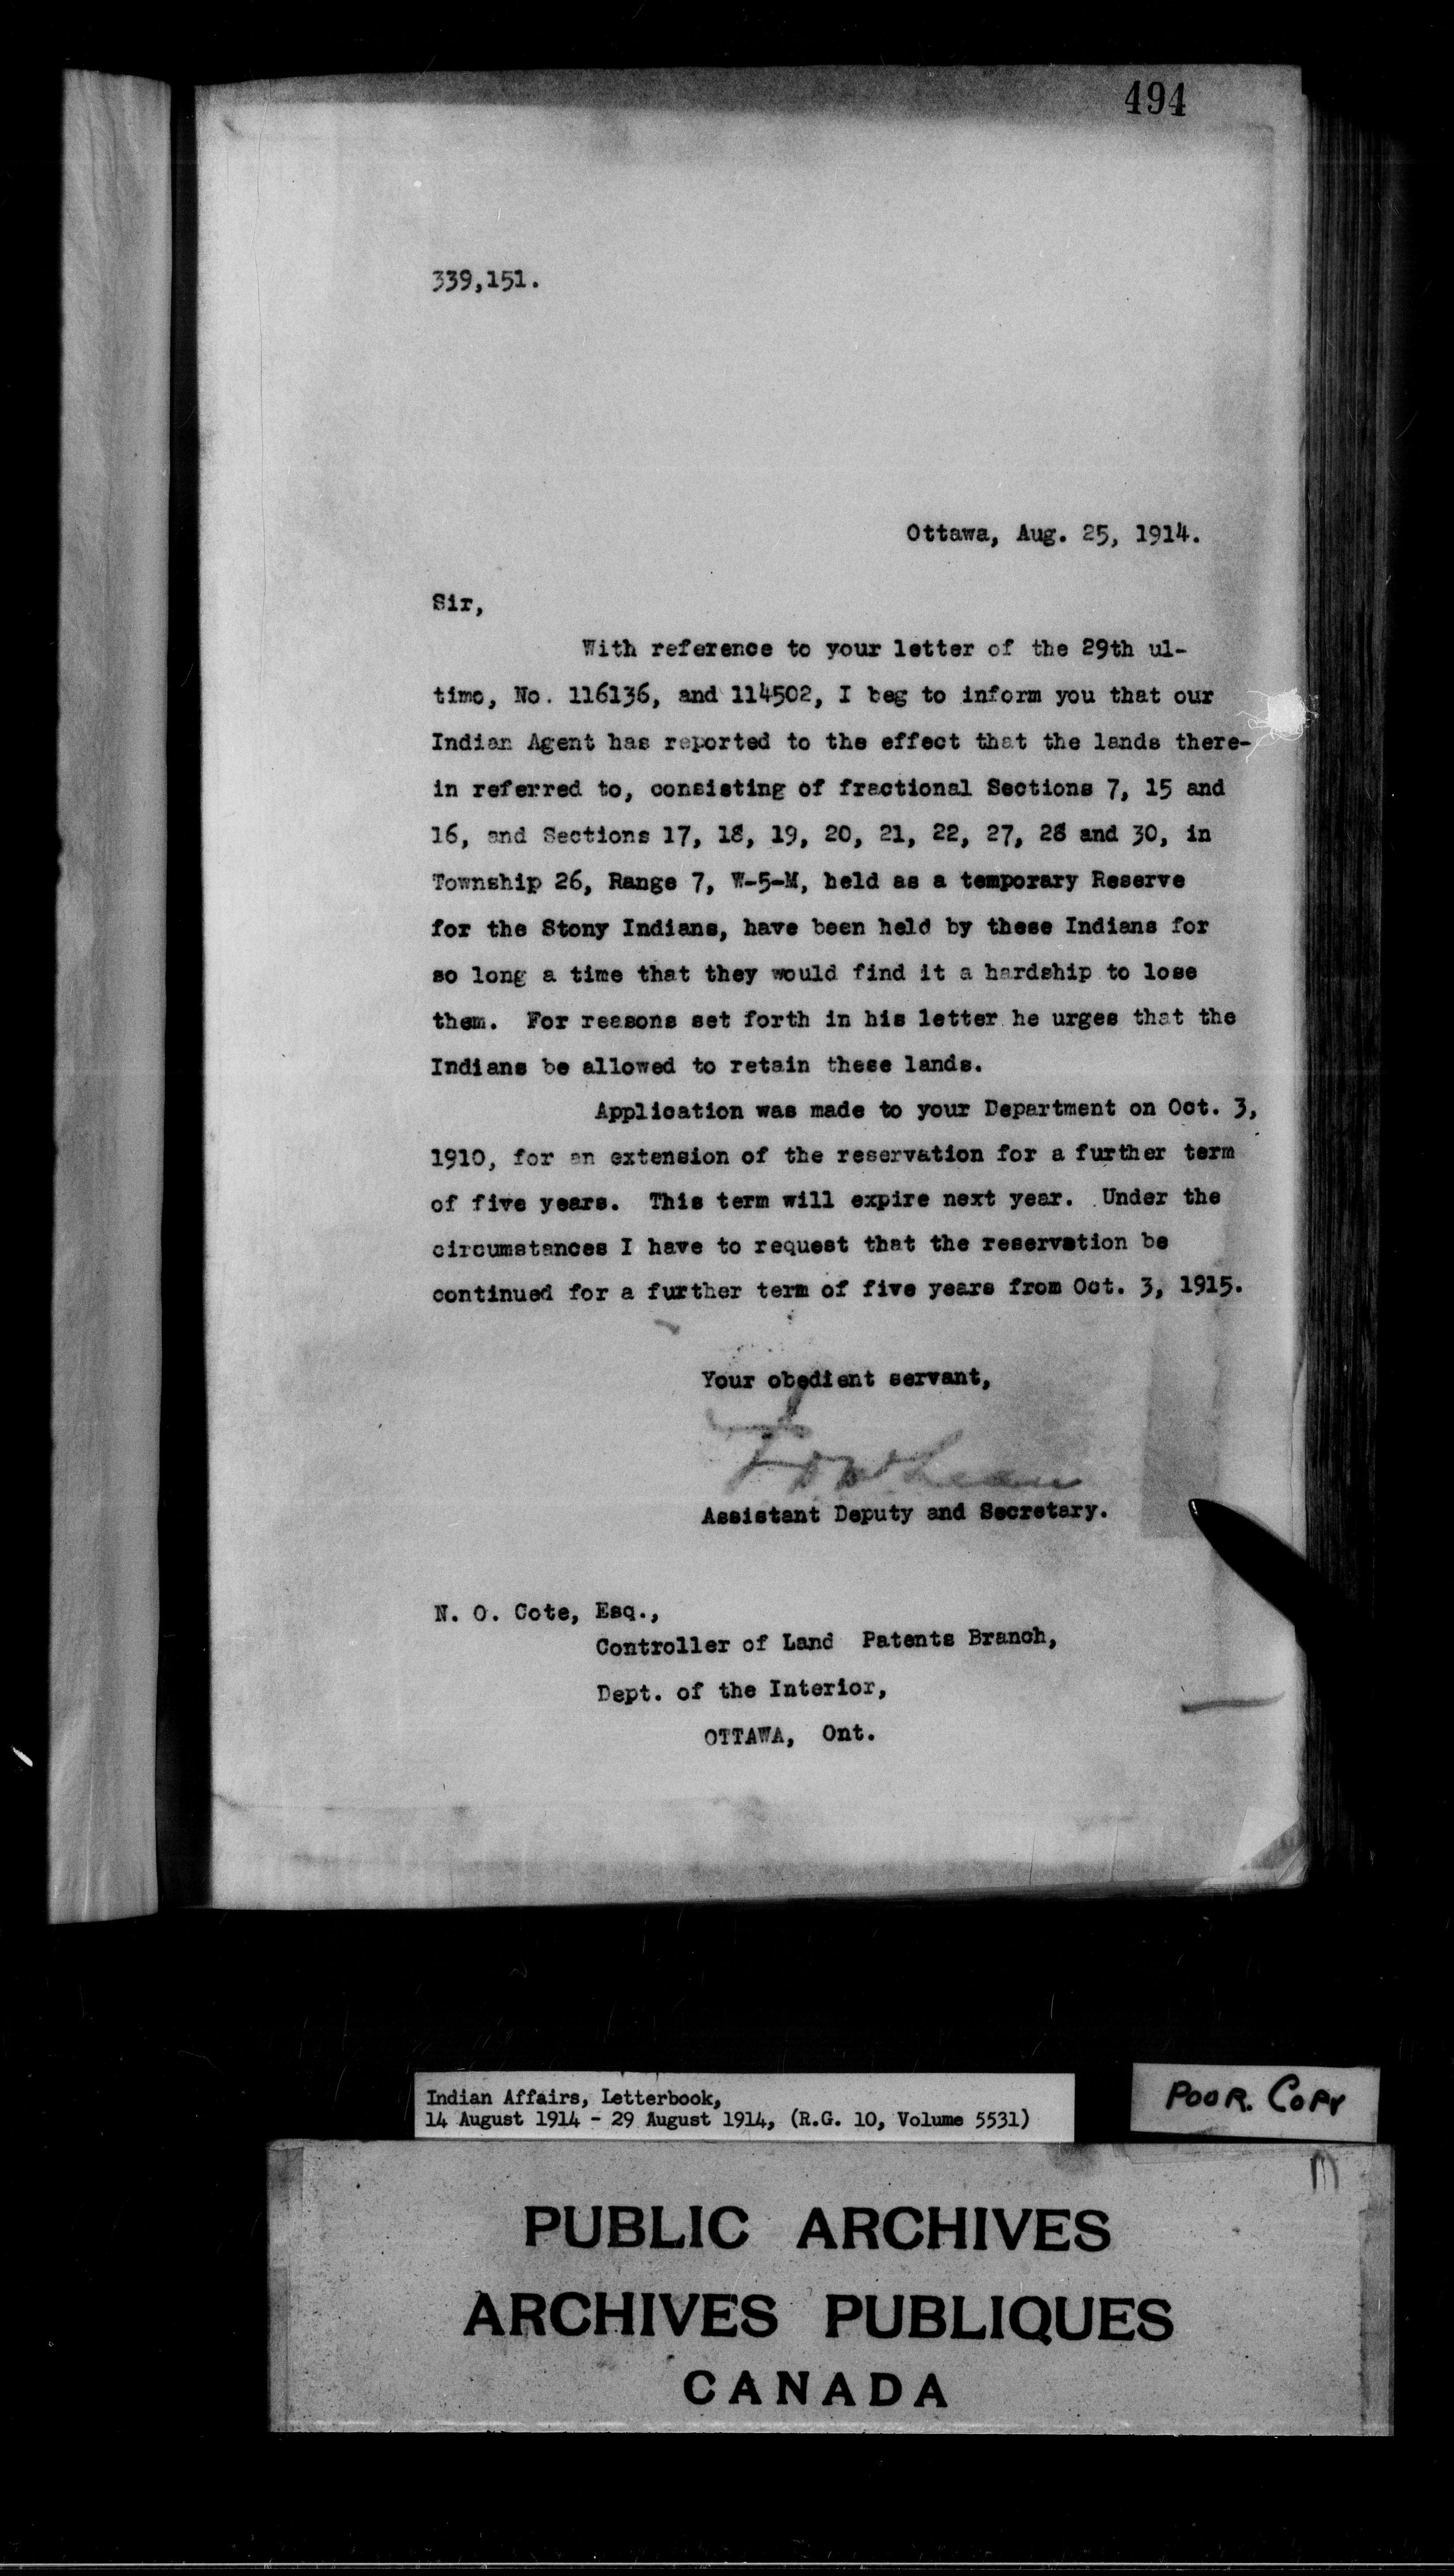 494
339,151.
Ottawa, Aug. 25, 1914.
Sir,
With reference to your letter of the 29th ul-
timo, No. 116136, and 114502, I beg to inform you that our
Indian Agent has reported to the effect that the lands there-
in referred to, consisting of fractional Sections 7, 15 and
16, and Sections 17, 18, 19, 20, 21, 22, 27, 28 and 30, in
Township 26, Range 7, W-5-M, held as a temporary Reserve
for the Stony Indians, have been held by these Indians for
so long a time that they would find it a hardship to lose
them. For reasons set forth in his letter he urges that the
Indians be allowed to retain these lands.
Application was made to your Department on Oct. 3,
1910, for an extension of the reservation for a further term
of five years. This term will expire next year. Under the
circumstances I have to request that the reservation be
continued for a further term of five years from Oct. 3, 1915.
Your obedient servant,
Assistant Deputy and Secretary.
N. O. Cote, Esq.,
Controller of Land Patents Branch,
Dept. of the Interior,
OTTAWA, Ont.
Indian Affairs, Letterbook,
14 August 1914 - 29 August 1914, (R.G. 10, Volume 5531)
POOR. COPY
PUBLIC ARCHIVES
ARCHIVES PUBLIQUES
CANADA